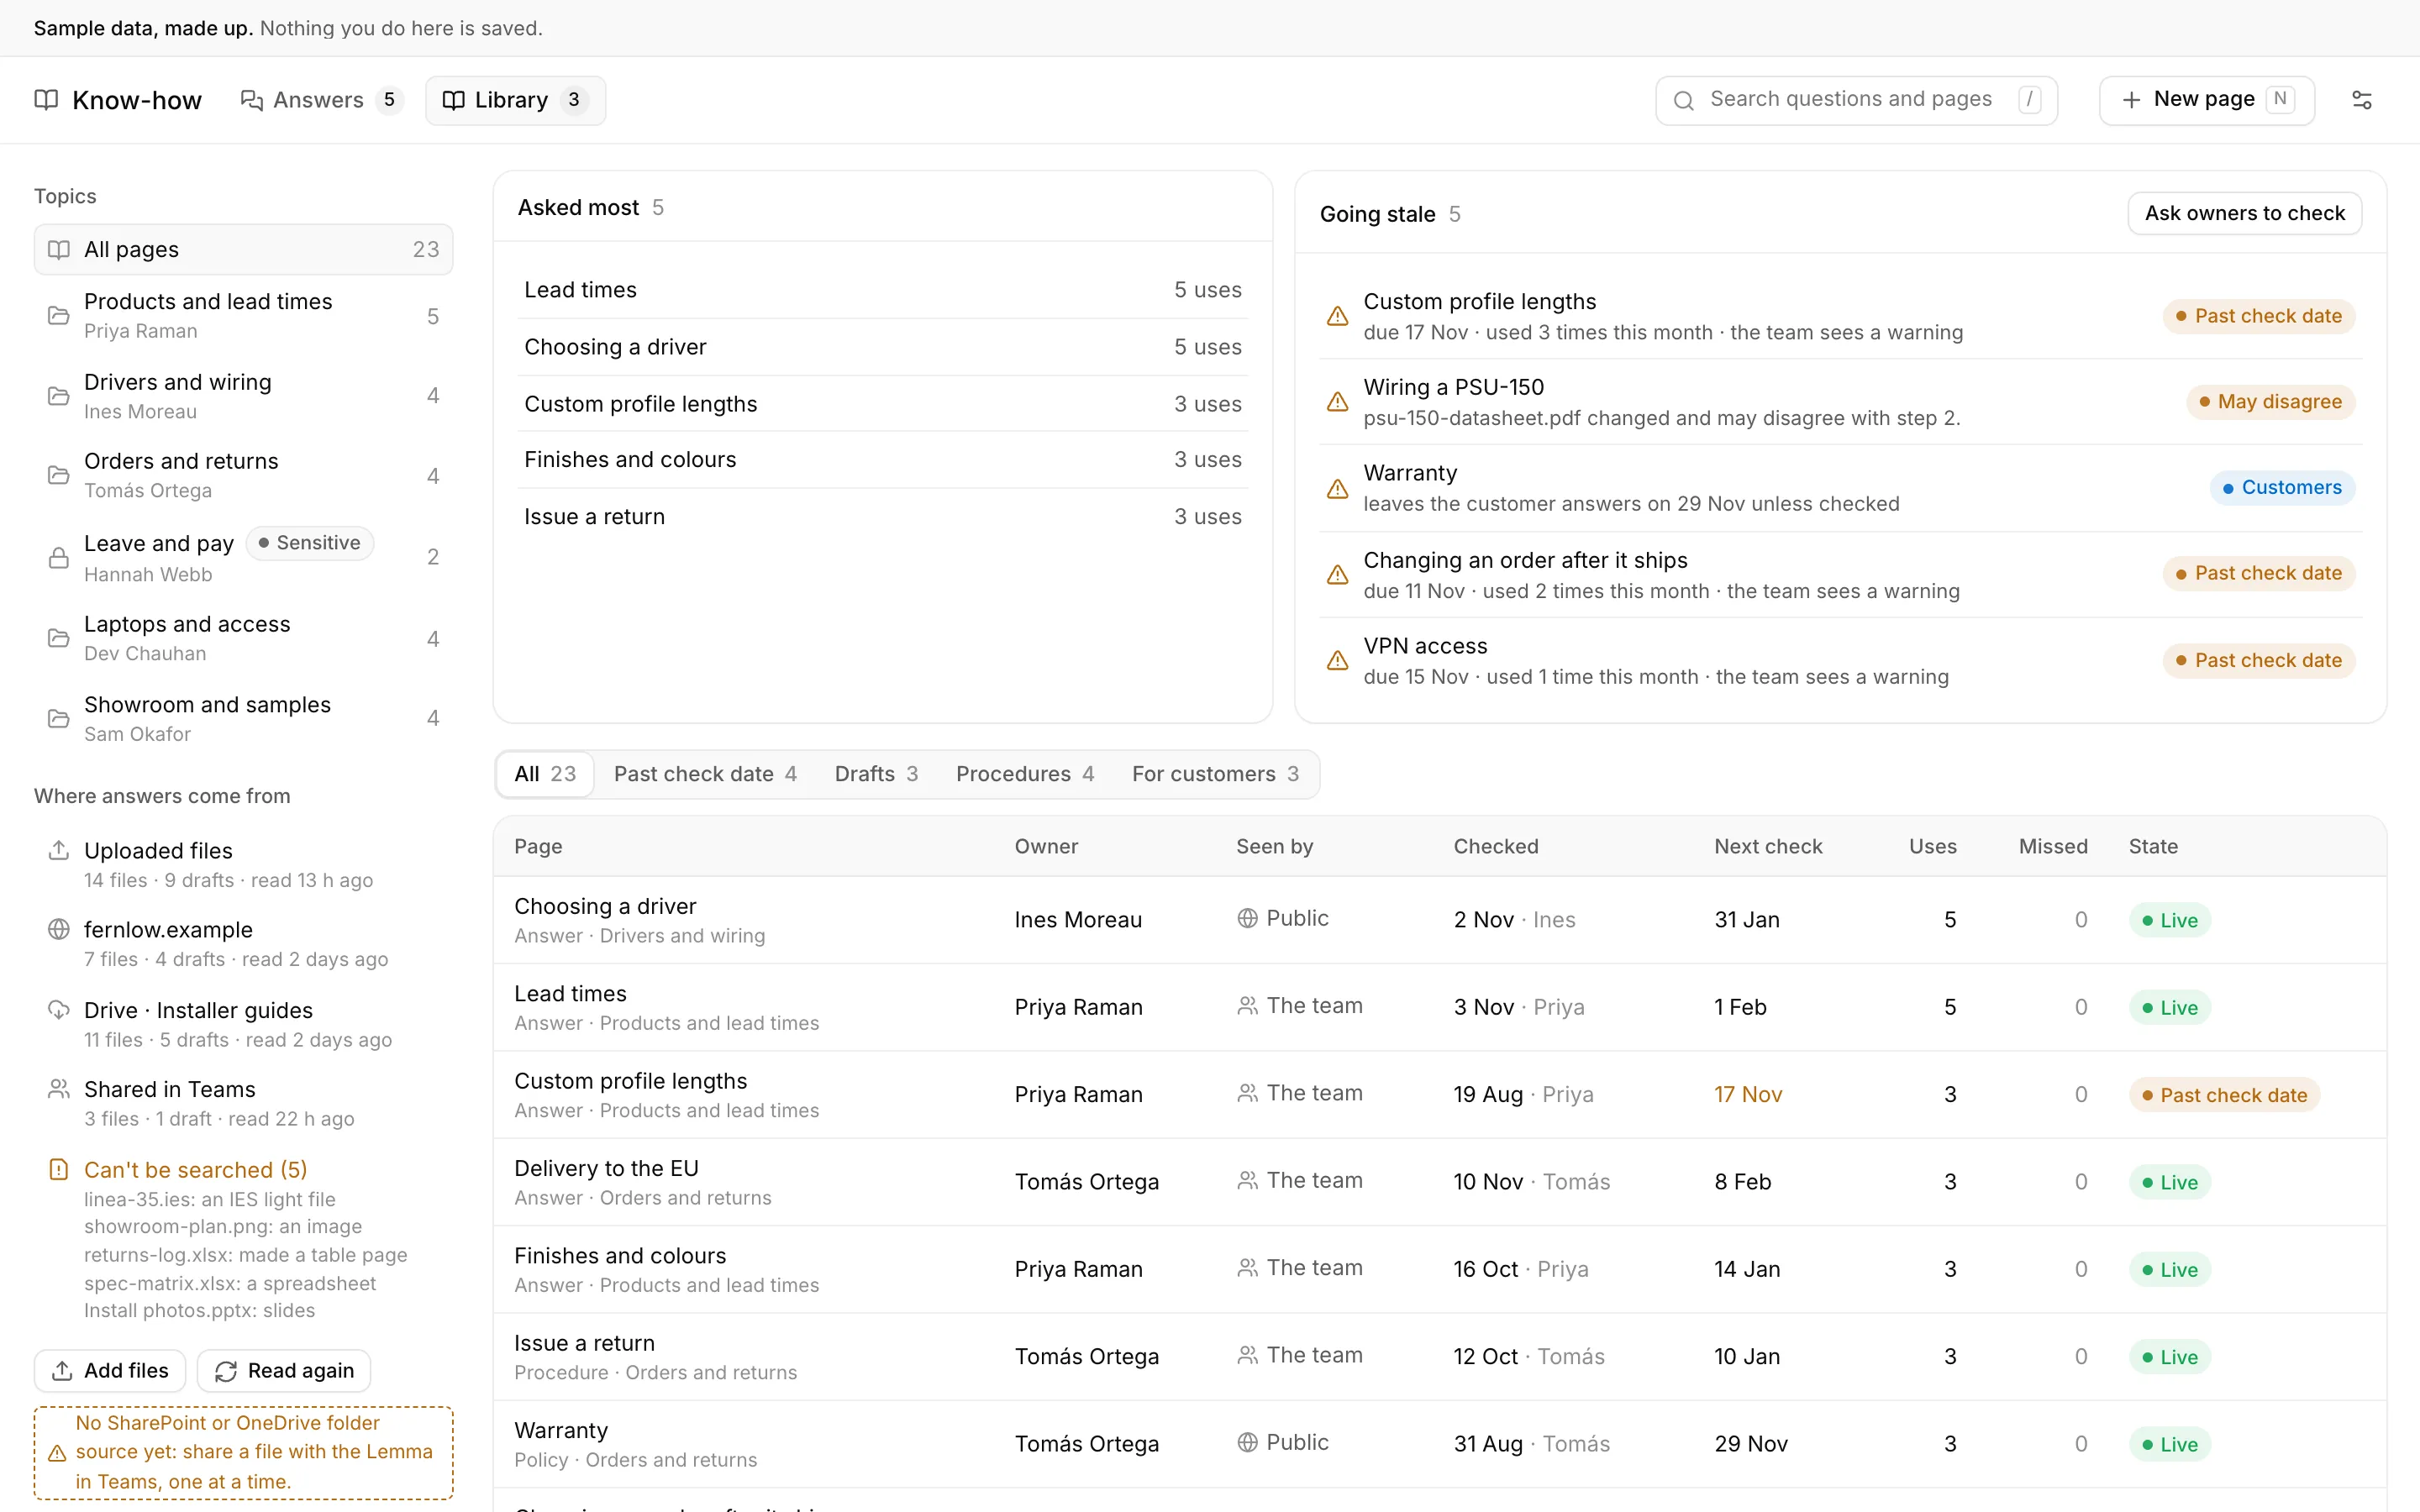 Sample data, made up. Nothing you do here is saved.
Know-how
Answers 5
Library 3
Search questions and pages /
New page N
Topics
All pages 23
Products and lead times
Priya Raman
5
Drivers and wiring
Ines Moreau
4
Orders and returns
Tomás Ortega
4
Leave and pay Sensitive
Hannah Webb
2
Laptops and access
Dev Chauhan
4
Showroom and samples
Sam Okafor
4
Where answers come from
Uploaded files
14 files · 9 drafts · read 13 h ago
fernlow.example
7 files · 4 drafts · read 2 days ago
Drive · Installer guides
11 files · 5 drafts · read 2 days ago
Shared in Teams
3 files · 1 draft · read 22 h ago
Can't be searched (5)
linea-35.ies: an IES light file
showroom-plan.png: an image
returns-log.xlsx: made a table page
spec-matrix.xlsx: a spreadsheet
Install photos.pptx: slides
Add files
Read again
No SharePoint or OneDrive folder
source yet: share a file with the Lemma
in Teams, one at a time.
Asked most 5
Lead times 5 uses
Choosing a driver 5 uses
Custom profile lengths 3 uses
Finishes and colours 3 uses
Issue a return 3 uses
Going stale 5
Ask owners to check
Custom profile lengths
due 17 Nov · used 3 times this month · the team sees a warning
Past check date
Wiring a PSU-150
psu-150-datasheet.pdf changed and may disagree with step 2.
May disagree
Warranty
leaves the customer answers on 29 Nov unless checked
Customers
Changing an order after it ships
due 11 Nov · used 2 times this month · the team sees a warning
Past check date
VPN access
due 15 Nov · used 1 time this month · the team sees a warning
Past check date
All 23 Past check date 4 Drafts 3 Procedures 4 For customers 3
Page Owner Seen by Checked Next check Uses Missed State
Choosing a driver
Answer · Drivers and wiring
Ines Moreau Public 2 Nov · Ines 31 Jan 5 0 Live
Lead times
Answer · Products and lead times
Priya Raman The team 3 Nov · Priya 1 Feb 5 0 Live
Custom profile lengths
Answer · Products and lead times
Priya Raman The team 19 Aug · Priya 17 Nov 3 0 Past check date
Delivery to the EU
Answer · Orders and returns
Tomás Ortega The team 10 Nov · Tomás 8 Feb 3 0 Live
Finishes and colours
Answer · Products and lead times
Priya Raman The team 16 Oct · Priya 14 Jan 3 0 Live
Issue a return
Procedure · Orders and returns
Tomás Ortega The team 12 Oct · Tomás 10 Jan 3 0 Live
Warranty
Policy · Orders and returns
Tomás Ortega Public 31 Aug · Tomás 29 Nov 3 0 Live